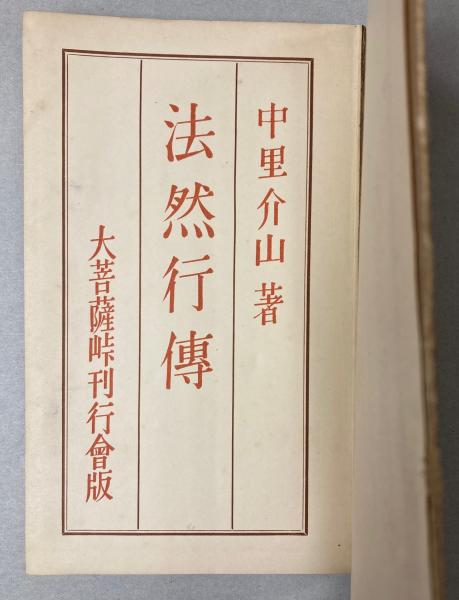 中里介山著
法然行傳
大菩薩峠刊行會版